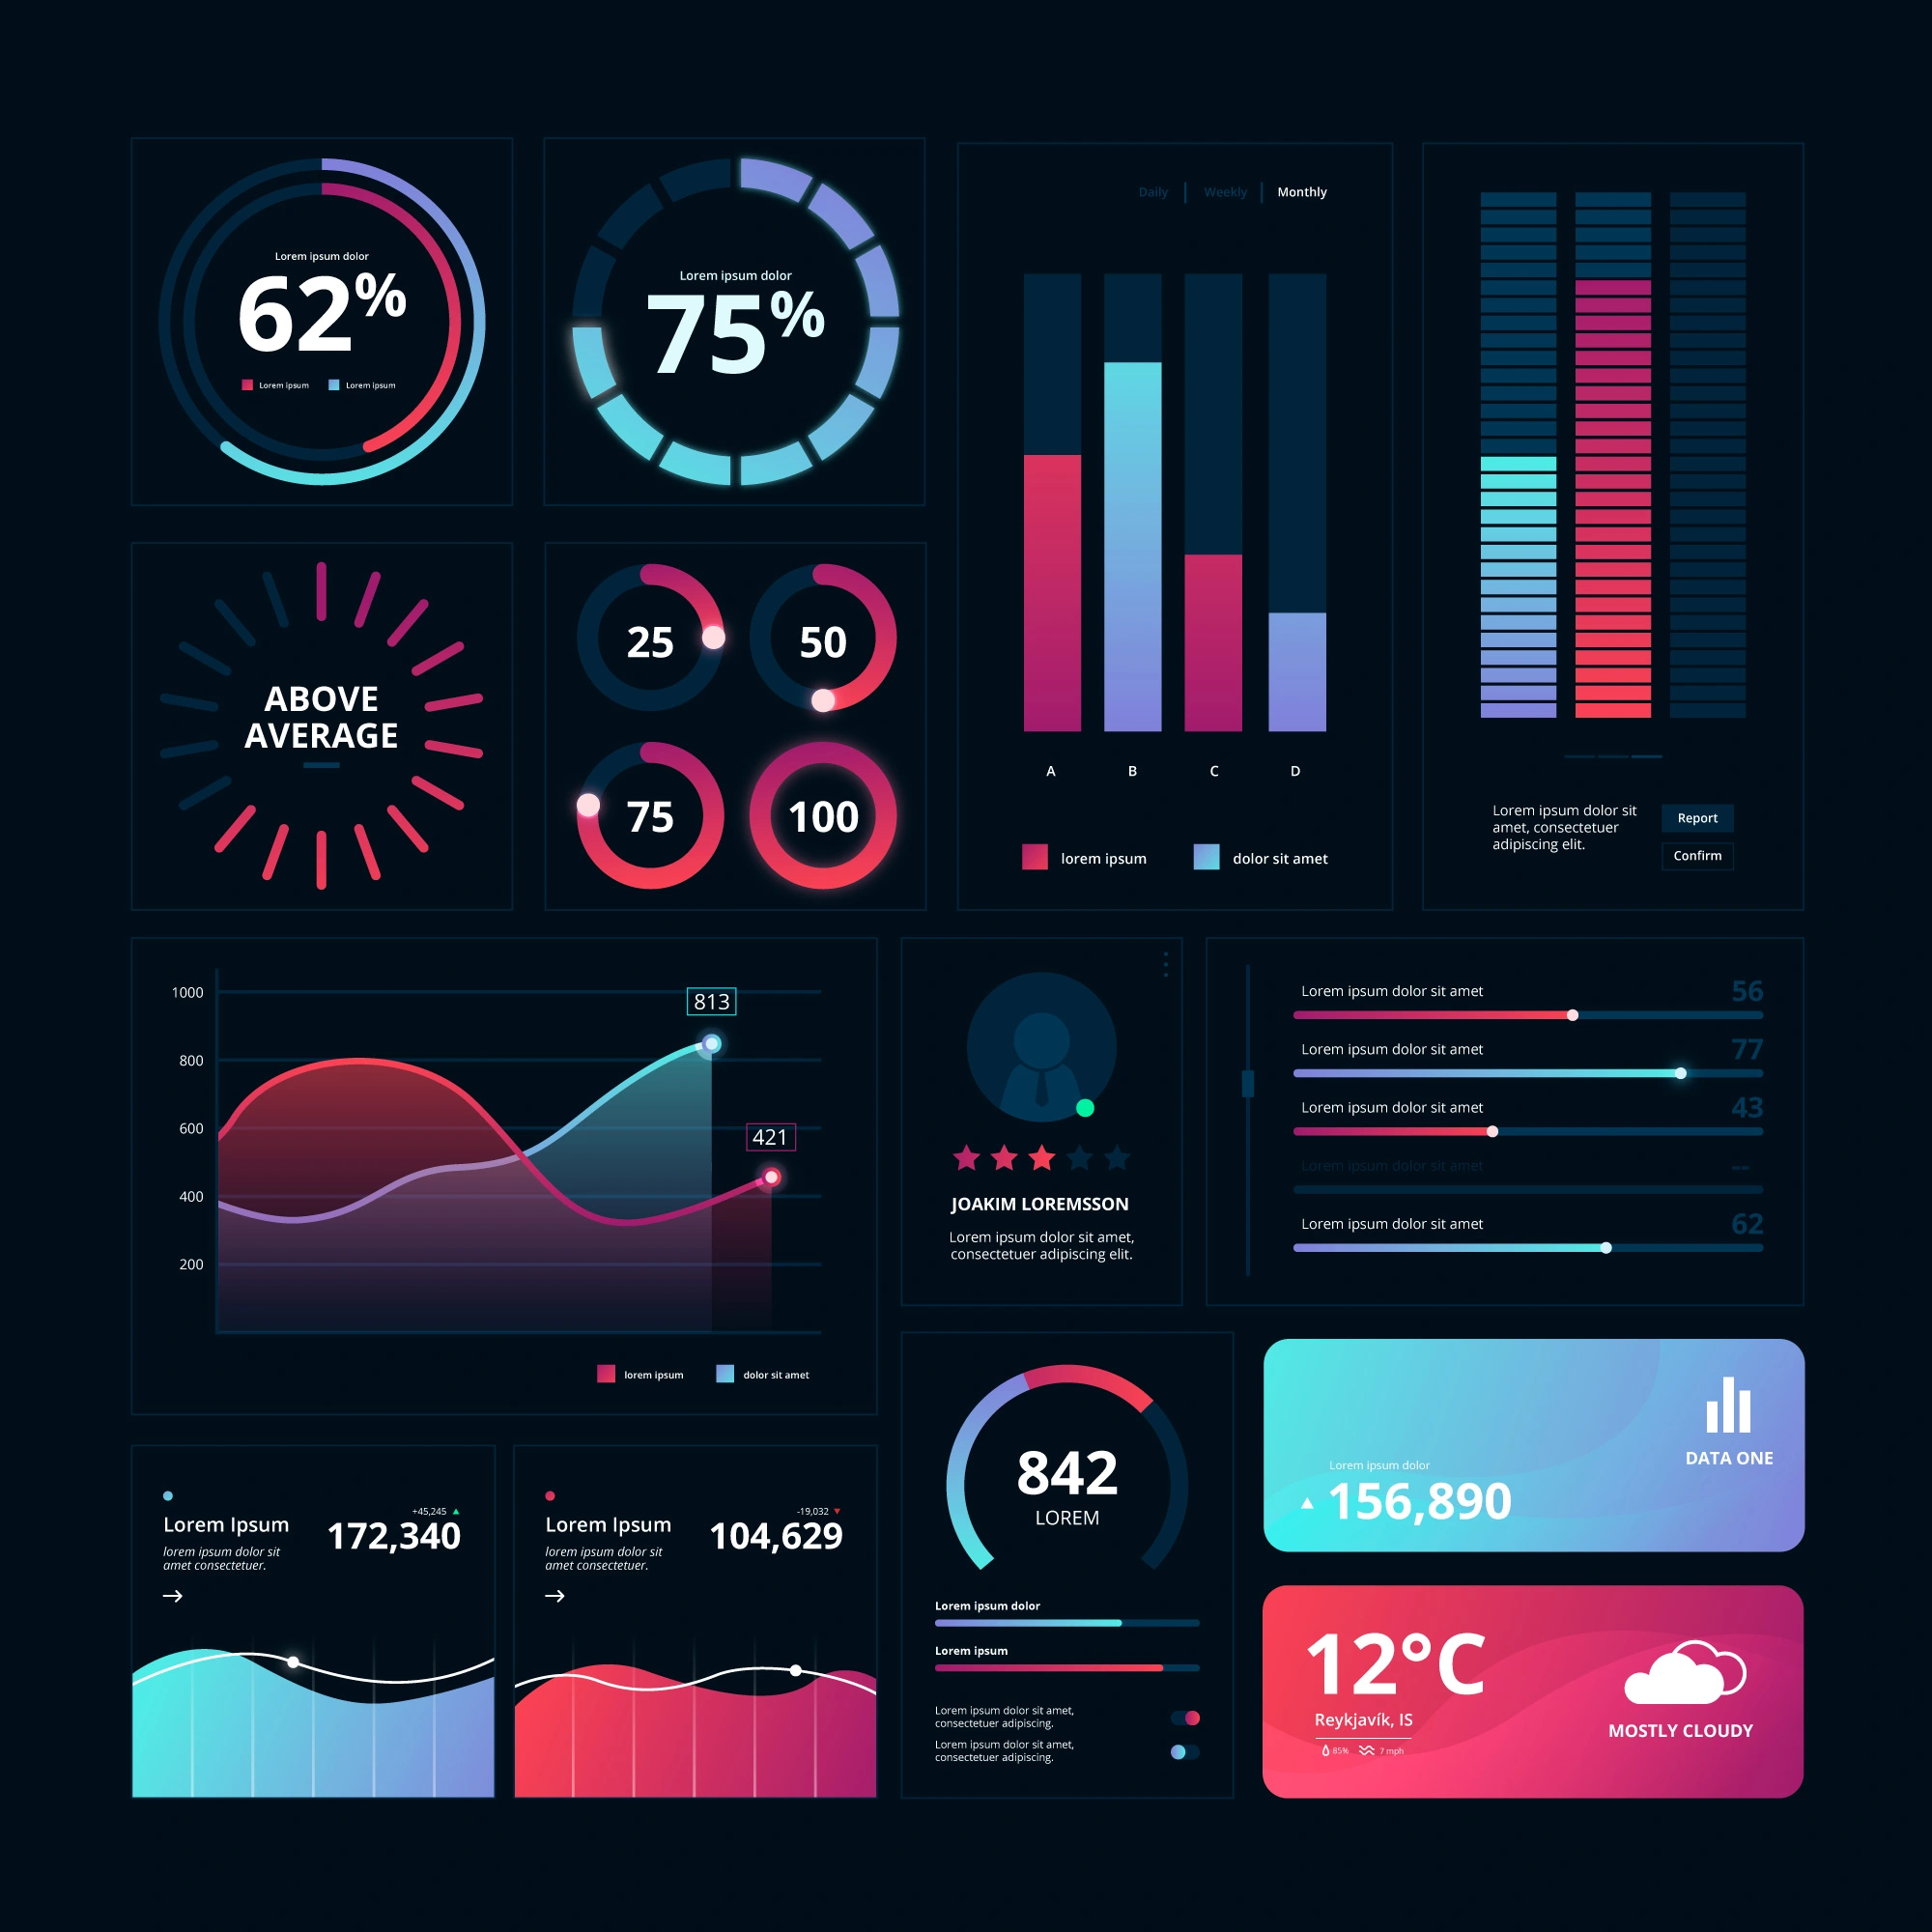 Lorem ipsum dolor
62%
Lorem ipsum
Lorem ipsum
Lorem ipsum dolor
75%
Daily
Weekly
Monthly
A
B
C
D
lorem ipsum
dolor sit amet
Lorem ipsum dolor sit
amet, consectetuer
adipiscing elit.
Report
Confirm
ABOVE
AVERAGE
25
50
75
100
1000
800
600
400
200
813
421
lorem ipsum
dolor sit amet
JOAKIM LOREMSSON
Lorem ipsum dolor sit amet,
consectetuer adipiscing elit.
Lorem ipsum dolor sit amet
56
Lorem ipsum dolor sit amet
77
Lorem ipsum dolor sit amet
43
Lorem ipsum dolor sit amet
--
Lorem ipsum dolor sit amet
62
Lorem Ipsum
lorem ipsum dolor sit
amet consectetuer.
+45,245
172,340
Lorem Ipsum
lorem ipsum dolor sit
amet consectetuer.
-19,032
104,629
842
LOREM
Lorem ipsum dolor
Lorem ipsum
Lorem ipsum dolor sit amet,
consectetuer adipiscing.
Lorem ipsum dolor sit amet,
consectetuer adipiscing.
DATA ONE
Lorem ipsum dolor
156,890
12°C
Reykjavík, IS
85%
7 mph
MOSTLY CLOUDY